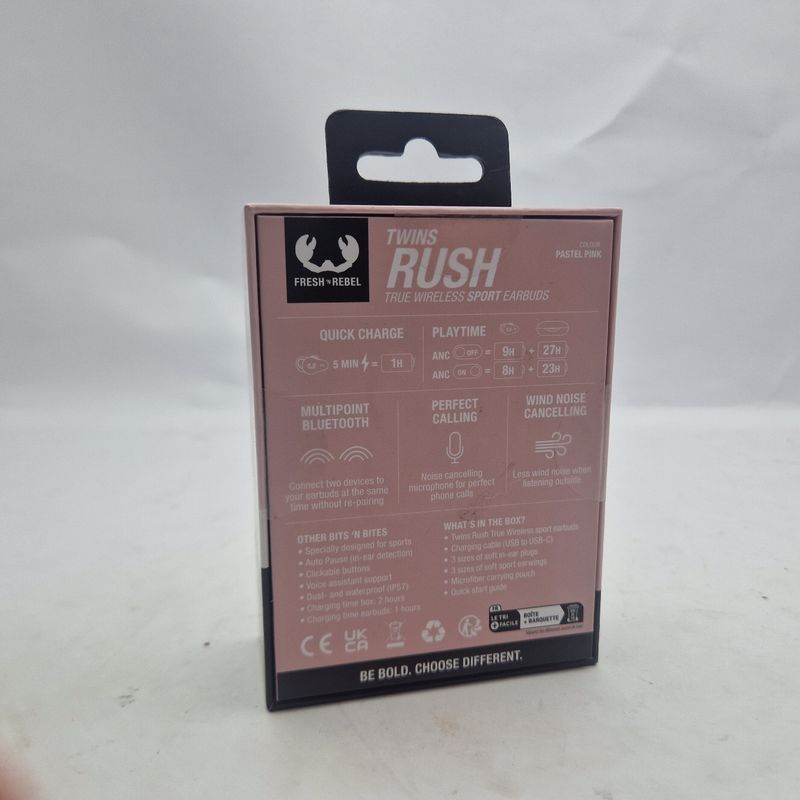 FRESH 'N REBEL
TWINS
RUSH
TRUE WIRELESS SPORT EARBUDS
COLOUR
PASTEL PINK
QUICK CHARGE
5 MIN = 1H
PLAYTIME
ANC OFF = 9H + 27H
ANC ON = 8H + 23H
MULTIPOINT
BLUETOOTH
Connect two devices to
your earbuds at the same
time without re-pairing
PERFECT
CALLING
Noise cancelling
microphone for perfect
phone calls
WIND NOISE
CANCELLING
Less wind noise when
listening outside
OTHER BITS 'N BITES
• Specially designed for sports
• Auto Pause (in-ear detection)
• Clickable buttons
• Voice assistant support
• Dust- and waterproof (IP57)
• Charging time box: 2 hours
• Charging time earbuds: 1 hours
WHAT'S IN THE BOX?
• Twins Rush True Wireless sport earbuds
• Charging cable (USB to USB-C)
• 3 sizes of soft in-ear plugs
• 3 sizes of soft sport earwings
• Microfiber carrying pouch
• Quick start guide
CE
UK
CA
FR
LE TRI
+ FACILE
BOÎTE
+ BARQUETTE
BE BOLD. CHOOSE DIFFERENT.